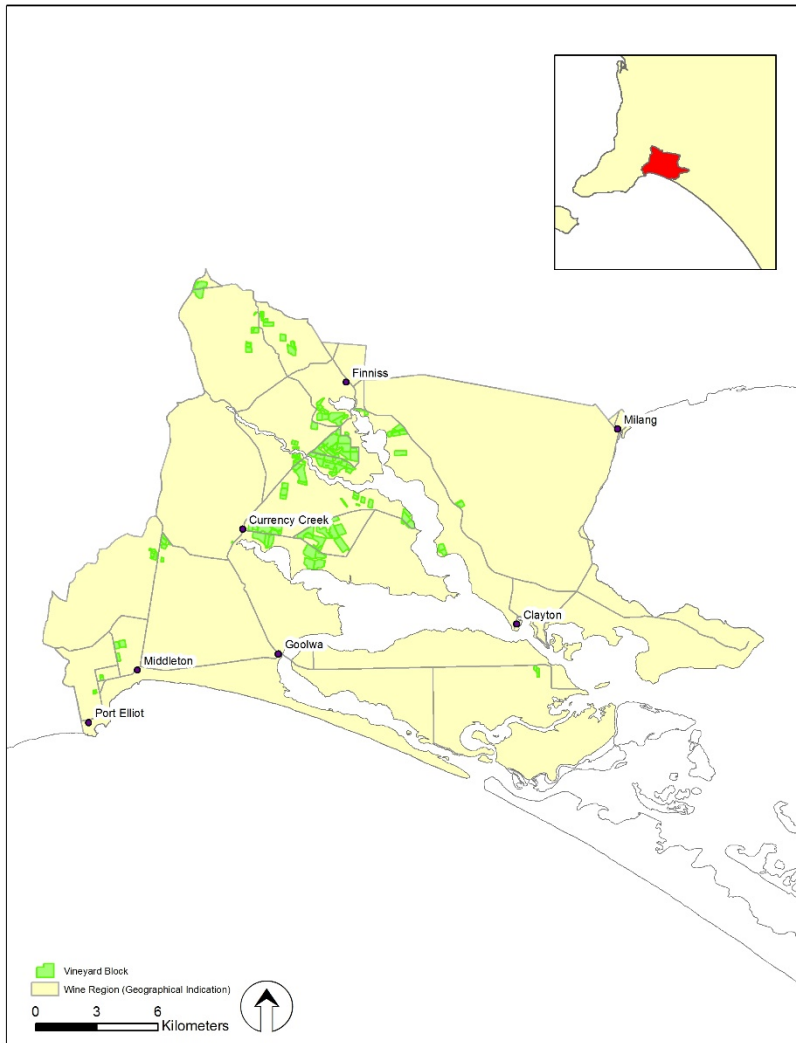 Finniss
Milang
Currency Creek
Clayton
Goolwa
Middleton
Port Elliot
Vineyard Block
Wine Region (Geographical Indication)
0 3 6
Kilometers